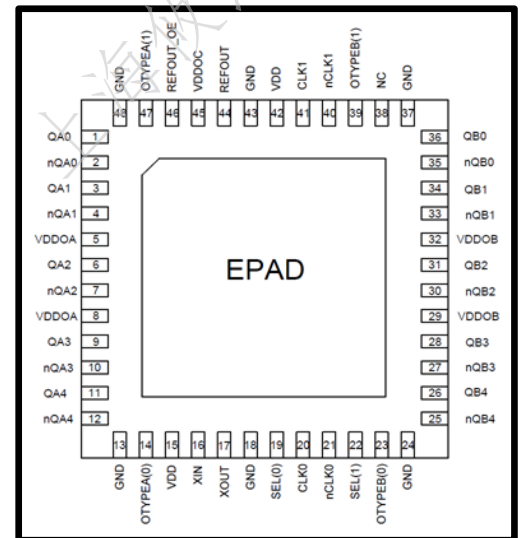 上海攸
GND
OTYPEA(1)
REFOUT_OE
VDDOC
REFOUT
GND
VDD
CLK1
nCLK1
OTYPEB(1)
NC
GND
48 47 46 45 44 43 42 41 40 39 38 37
QA0 1 36 QB0
nQA0 2 35 nQB0
QA1 3 34 QB1
nQA1 4 33 nQB1
VDDOA 5 32 VDDOB
QA2 6 31 QB2
EPAD
nQA2 7 30 nQB2
VDDOA 8 29 VDDOB
QA3 9 28 QB3
nQA3 10 27 nQB3
QA4 11 26 QB4
nQA4 12 25 nQB4
13 14 15 16 17 18 19 20 21 22 23 24
GND
OTYPEA(0)
VDD
XIN
XOUT
GND
SEL(0)
CLK0
nCLK0
SEL(1)
OTYPEB(0)
GND